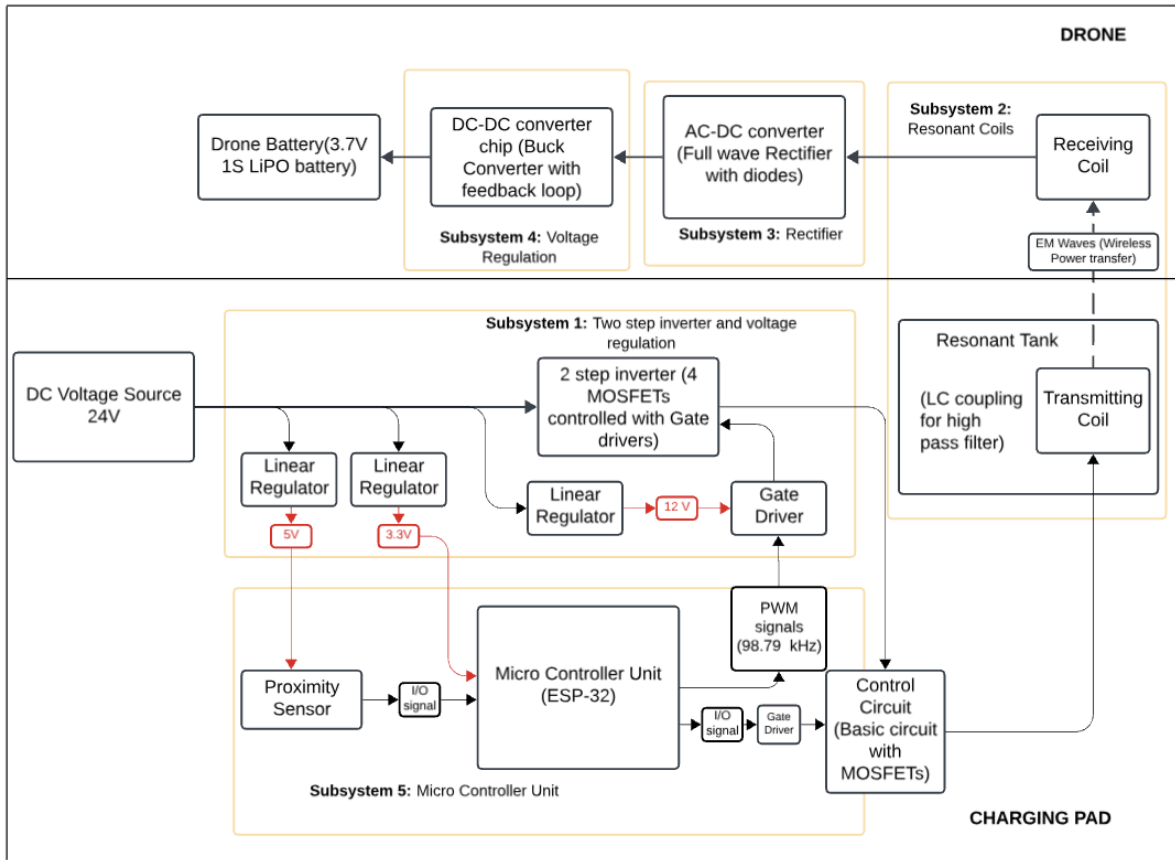 DRONE
Subsystem 2:
Resonant Coils
Drone Battery(3.7V
1S LiPO battery)
DC-DC converter
chip (Buck
Converter with
feedback loop)
AC-DC converter
(Full wave Rectifier
with diodes)
Receiving
Coil
Subsystem 4: Voltage
Regulation
Subsystem 3: Rectifier
EM Waves (Wireless
Power transfer)
Subsystem 1: Two step inverter and voltage
regulation
DC Voltage Source
24V
2 step inverter (4
MOSFETs
controlled with Gate
drivers)
Resonant Tank
(LC coupling
for high
pass filter)
Transmitting
Coil
Linear
Regulator
Linear
Regulator
Linear
Regulator
12 V
Gate
Driver
5V
3.3V
PWM
signals
(98.79 kHz)
Proximity
Sensor
I/O
signal
Micro Controller Unit
(ESP-32)
I/O
signal
Gate
Driver
Control
Circuit
(Basic circuit
with
MOSFETs)
Subsystem 5: Micro Controller Unit
CHARGING PAD